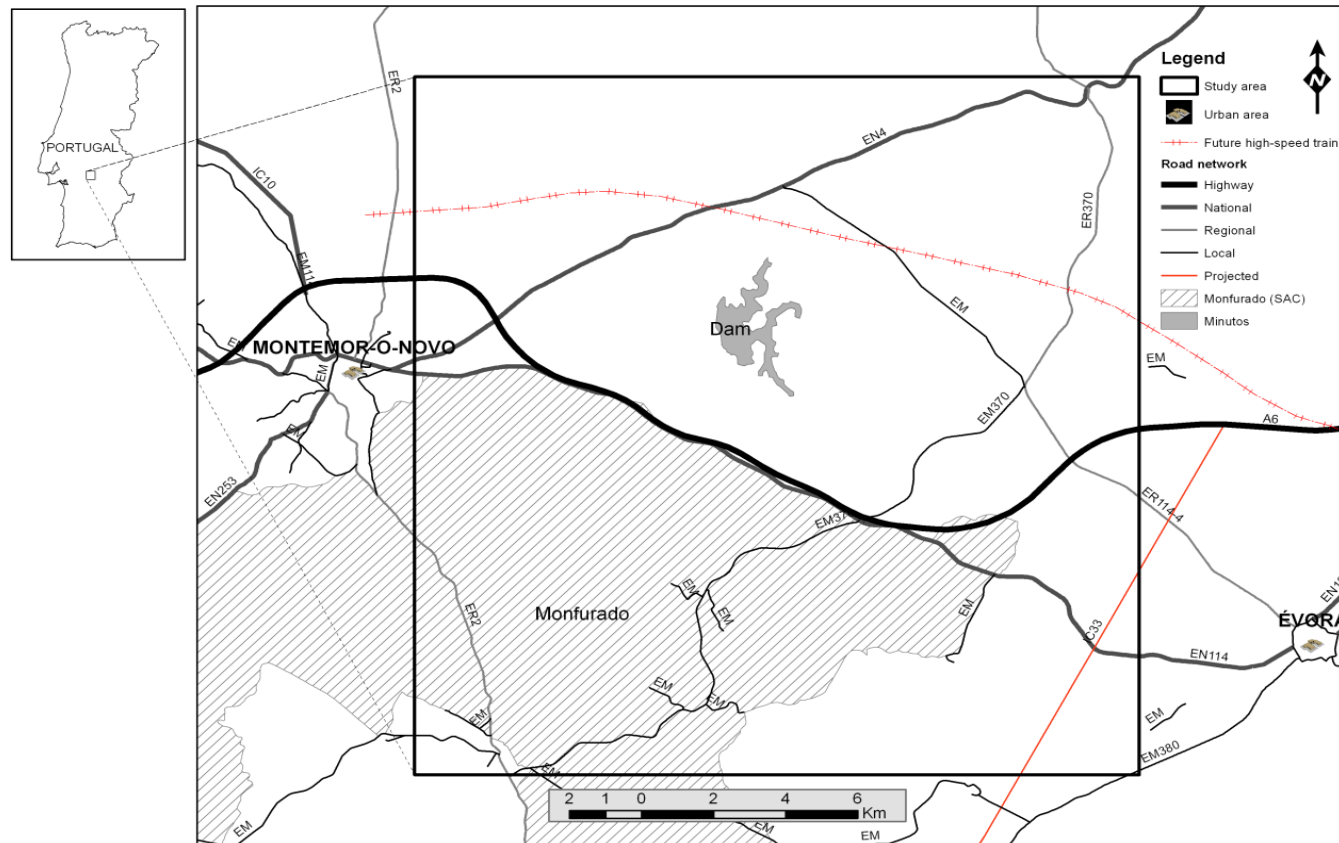 PORTUGAL
Legend
Study area
Urban area
Future high-speed train
Road network
Highway
National
Regional
Local
Projected
Monfurado (SAC)
Minutos
N
ER2
IC10
EN4
ER370
EM11
Dam
EM
MONTEMOR-O-NOVO
EM
EM
EM
EM370
A6
EM
EN253
EM37
ER114-4
ER2
Monfurado
EM
EM
EM
IC33
ÉVORA
EN114
EM
EM
EM
EM
EM380
EM
2 1 0 2 4 6
Km
EM
EM
EM